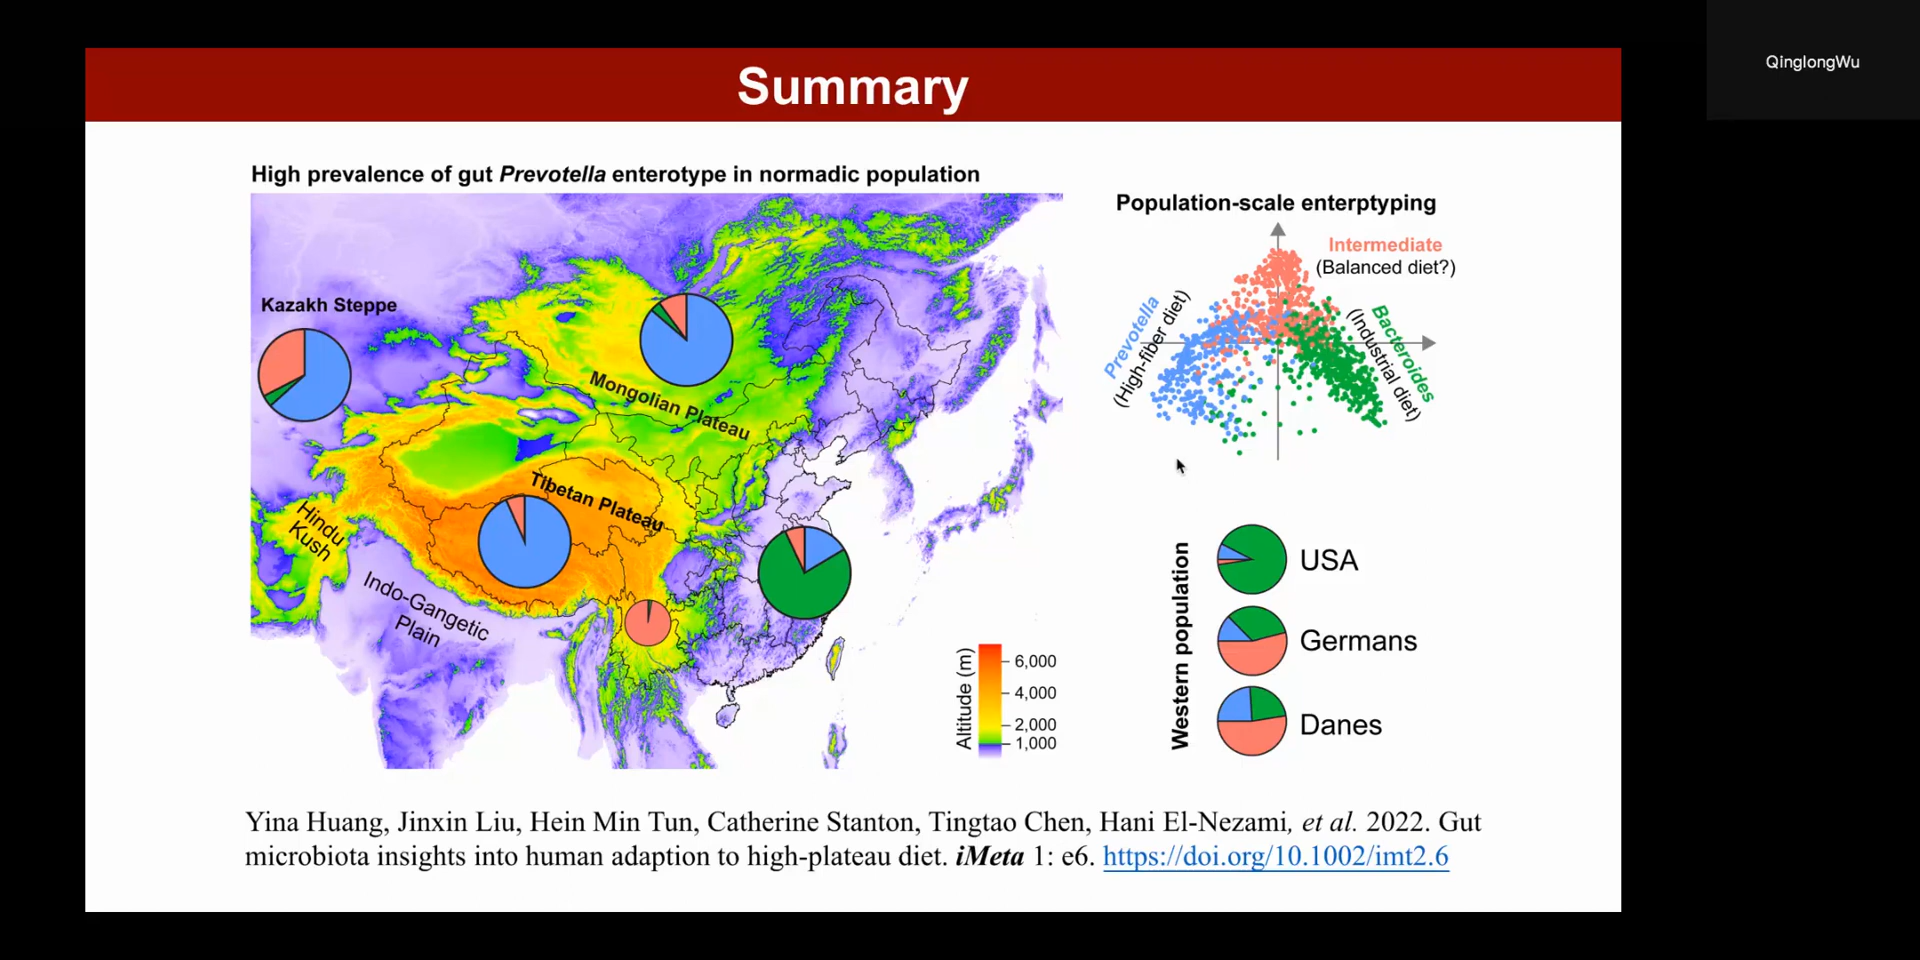 QinglongWu
Summary
High prevalence of gut Prevotella enterotype in normadic population
Kazakh Steppe
Mongolian Plateau
Tibetan Plateau
Hindu
Kush
Indo-Gangetic
Plain
Altitude (m)
6,000
4,000
2,000
1,000
Population-scale enterptyping
Intermediate
(Balanced diet?)
Prevotella
(High-fiber diet)
Bacteroides
(Industrial diet)
Western population
USA
Germans
Danes
Yina Huang, Jinxin Liu, Hein Min Tun, Catherine Stanton, Tingtao Chen, Hani El-Nezami, et al. 2022. Gut
microbiota insights into human adaption to high-plateau diet. iMeta 1: e6. https://doi.org/10.1002/imt2.6